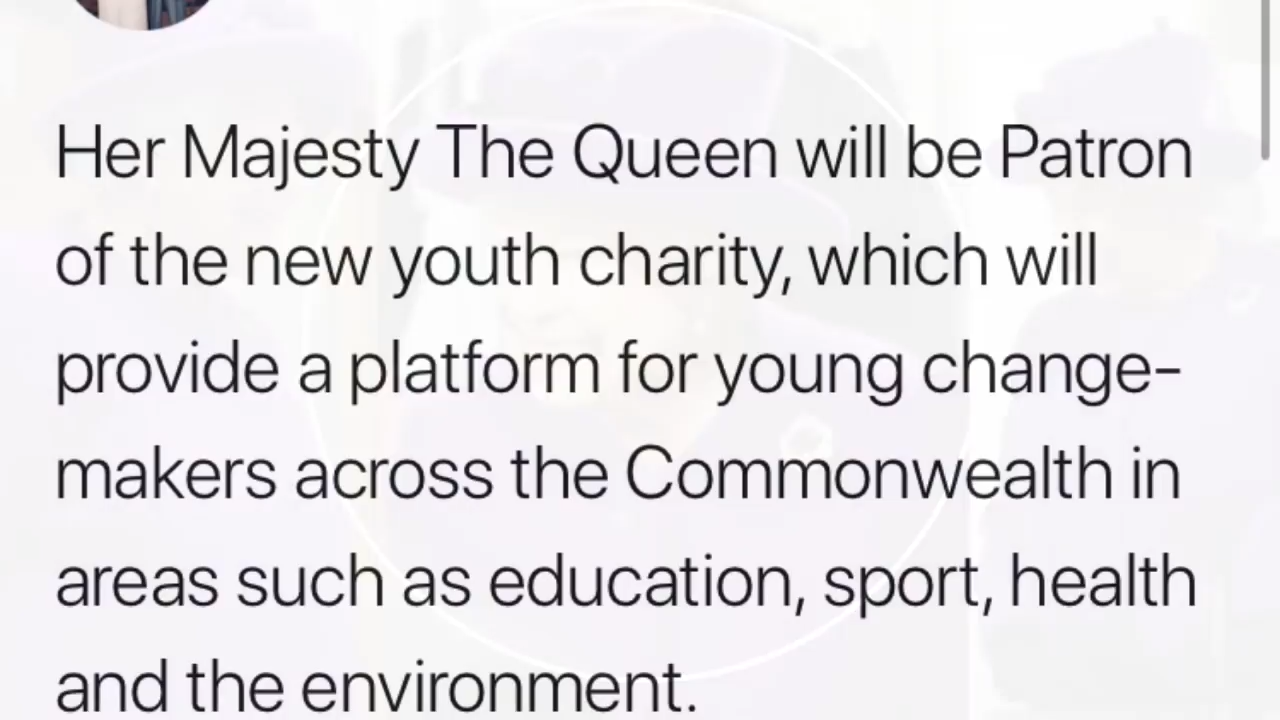 Her Majesty The Queen will be Patron
of the new youth charity, which will
provide a platform for young change-
makers across the Commonwealth in
areas such as education, sport, health
and the environment.